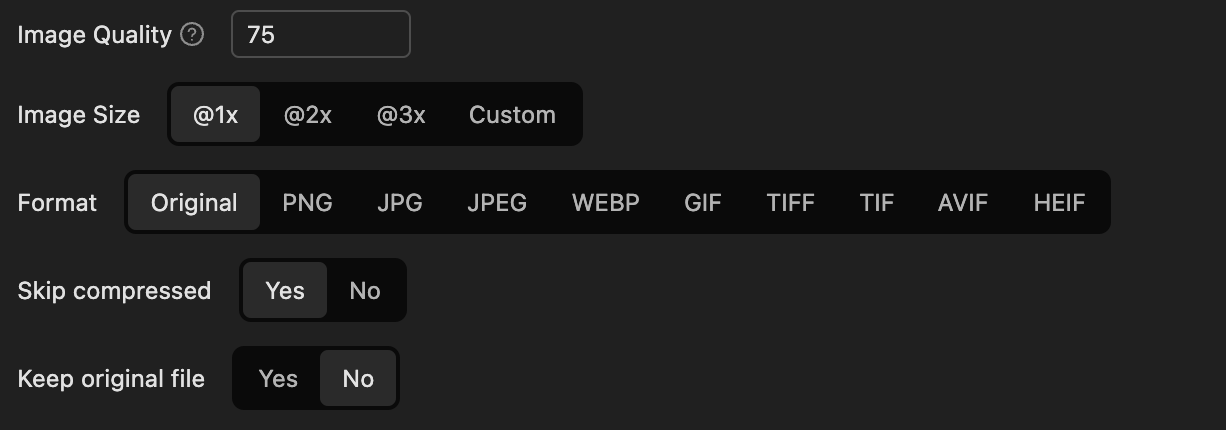 Image Quality ? 75
Image Size @1x @2x @3x Custom
Format Original PNG JPG JPEG WEBP GIF TIFF TIF AVIF HEIF
Skip compressed Yes No
Keep original file Yes No